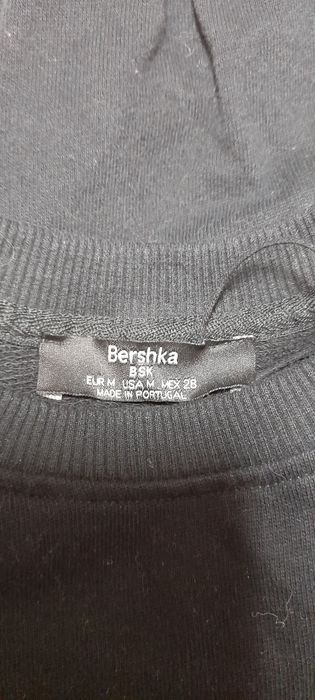 Bershka
BSK
EUR M USA M MEX 28
MADE IN PORTUGAL